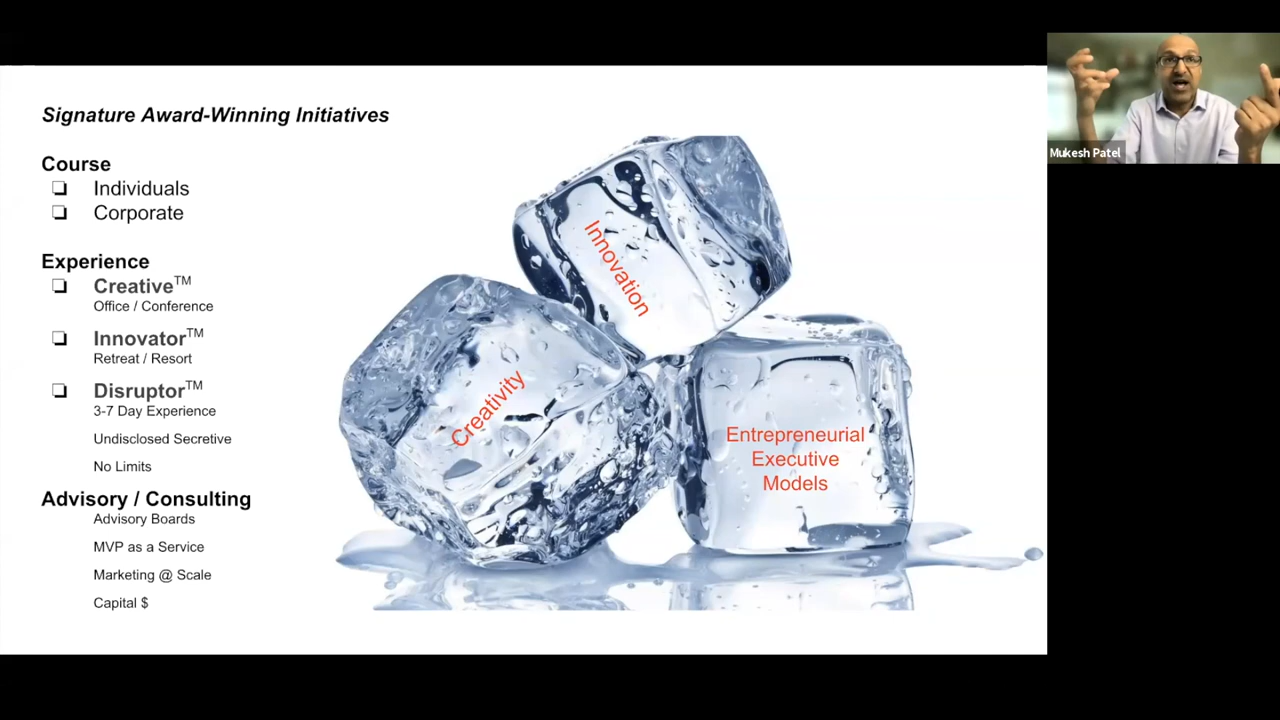 Signature Award-Winning Initiatives
Course
❏ Individuals
❏ Corporate
Experience
❏ Creative™
Office / Conference
❏ Innovator™
Retreat / Resort
❏ Disruptor™
3-7 Day Experience
Undisclosed Secretive
No Limits
Advisory / Consulting
Advisory Boards
MVP as a Service
Marketing @ Scale
Capital $
Innovation
Creativity
Entrepreneurial
Executive
Models
Mukesh Patel